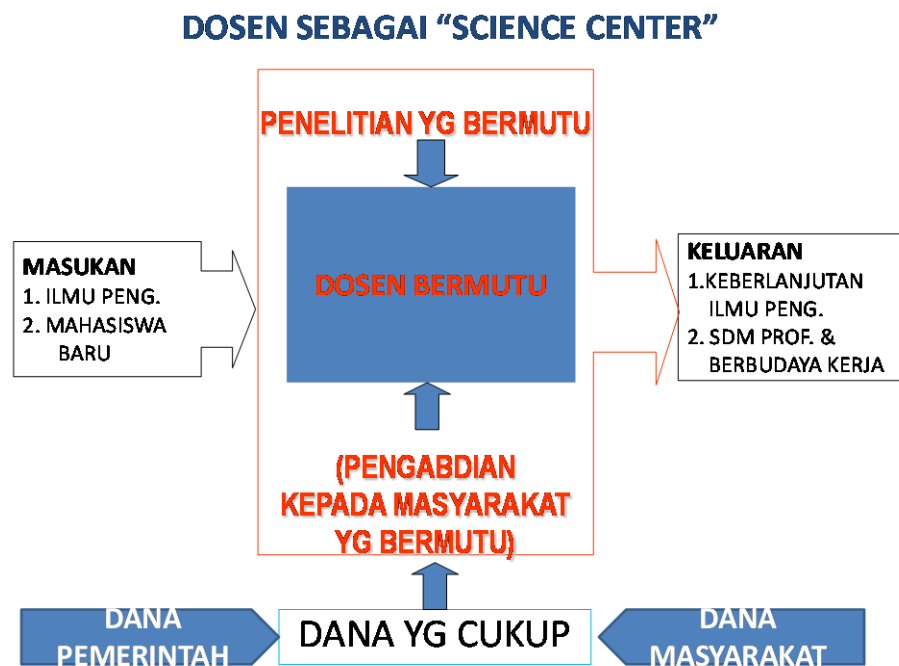 DOSEN SEBAGAI “SCIENCE CENTER”
PENELITIAN YG BERMUTU
MASUKAN
1. ILMU PENG.
2. MAHASISWA
BARU
DOSEN BERMUTU
KELUARAN
1.KEBERLANJUTAN
ILMU PENG.
2. SDM PROF. &
BERBUDAYA KERJA
(PENGABDIAN
KEPADA MASYARAKAT
YG BERMUTU)
DANA
PEMERINTAH
DANA YG CUKUP
DANA
MASYARAKAT